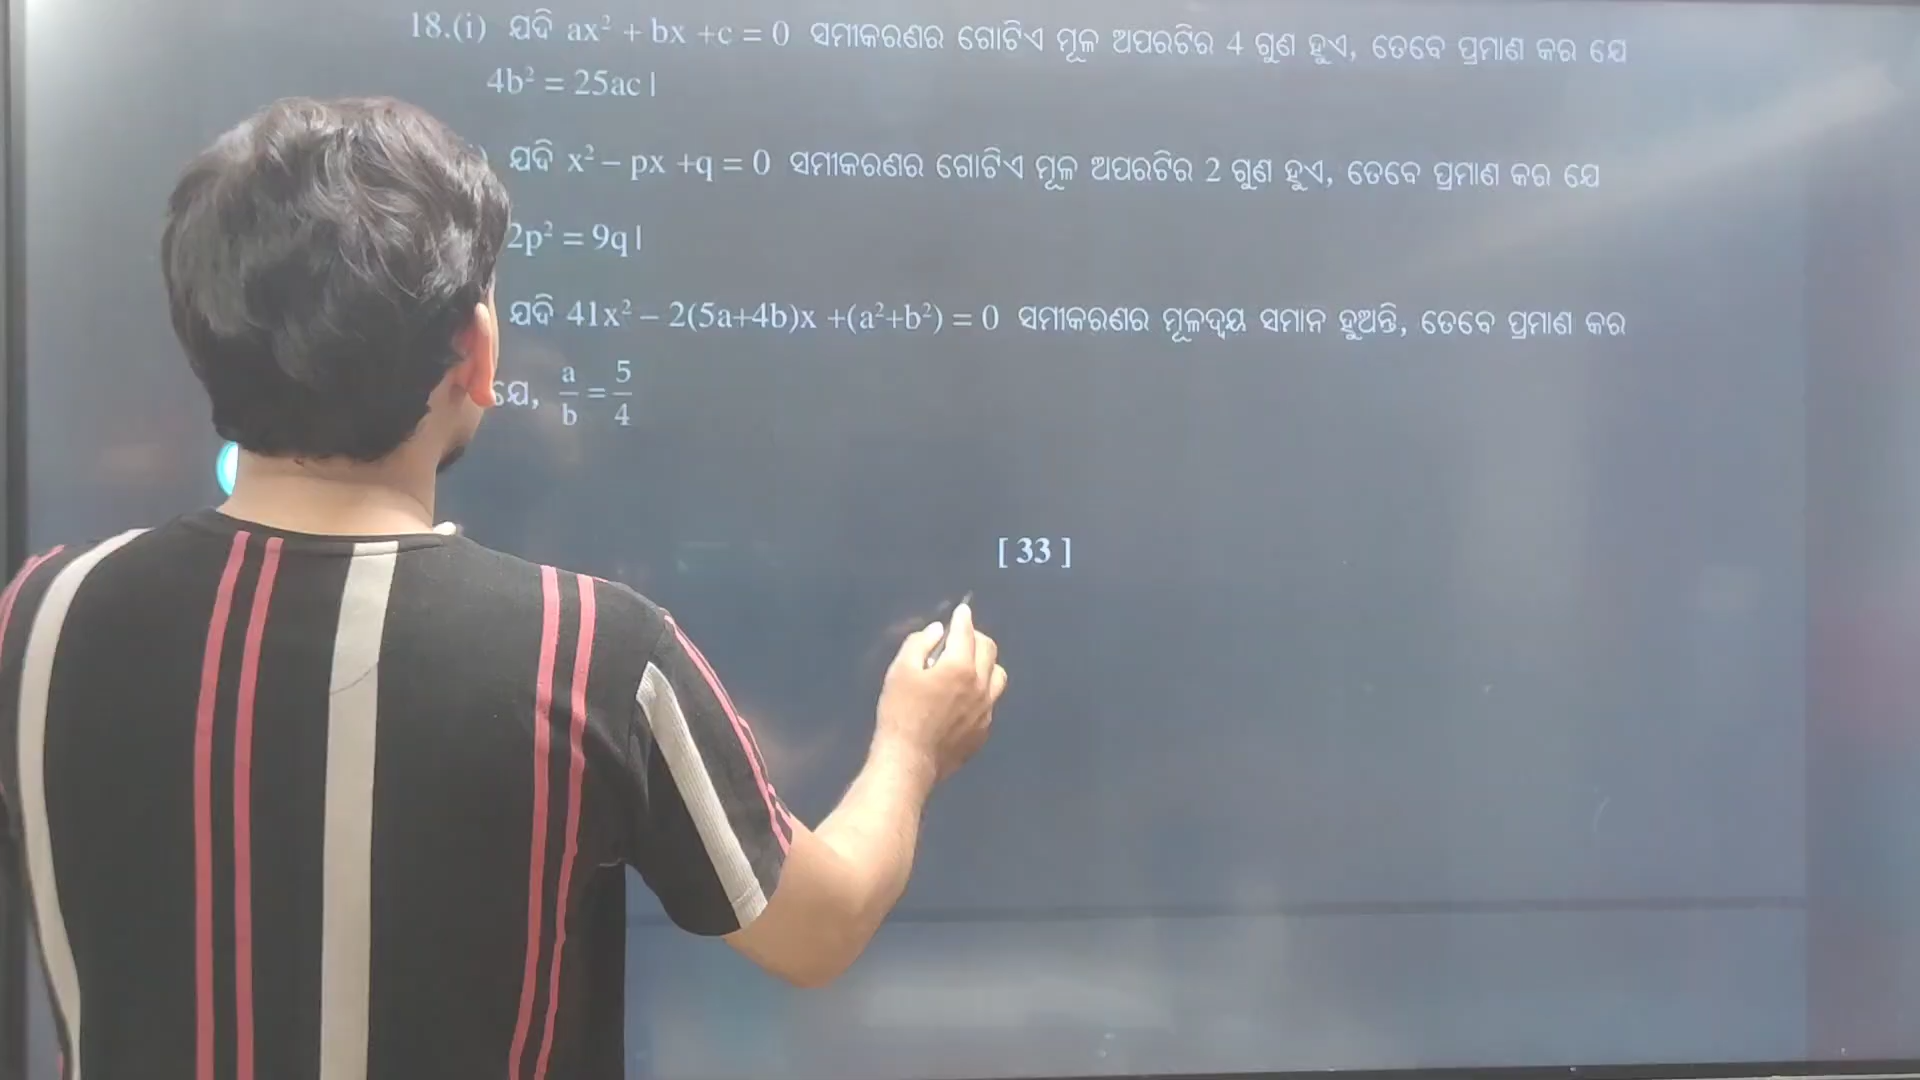 18.(i) ଯଦି ax² + bx +c = 0 ସମୀକରଣର ଗୋଟିଏ ମୂଳ ଅପରଟିର 4 ଗୁଣ ହୁଏ, ତେବେ ପ୍ରମାଣ କର ଯେ
4b² = 25ac ।
) ଯଦି x² – px +q = 0 ସମୀକରଣର ଗୋଟିଏ ମୂଳ ଅପରଟିର 2 ଗୁଣ ହୁଏ, ତେବେ ପ୍ରମାଣ କର ଯେ
2p² = 9q ।
ଯଦି 41x² – 2(5a+4b)x +(a²+b²) = 0 ସମୀକରଣର ମୂଳଦ୍ୱୟ ସମାନ ହୁଅନ୍ତି, ତେବେ ପ୍ରମାଣ କର
ଯେ, a/b = 5/4
[ 33 ]